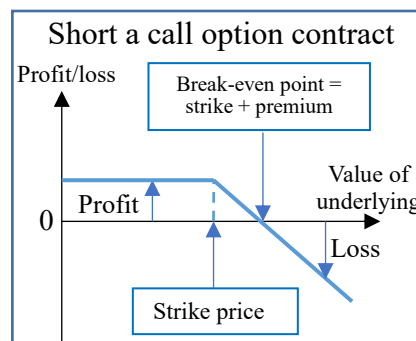 Short a call option contract
Profit/loss
Break-even point =
strike + premium
Value of
underlying
0
Profit
Loss
Strike price